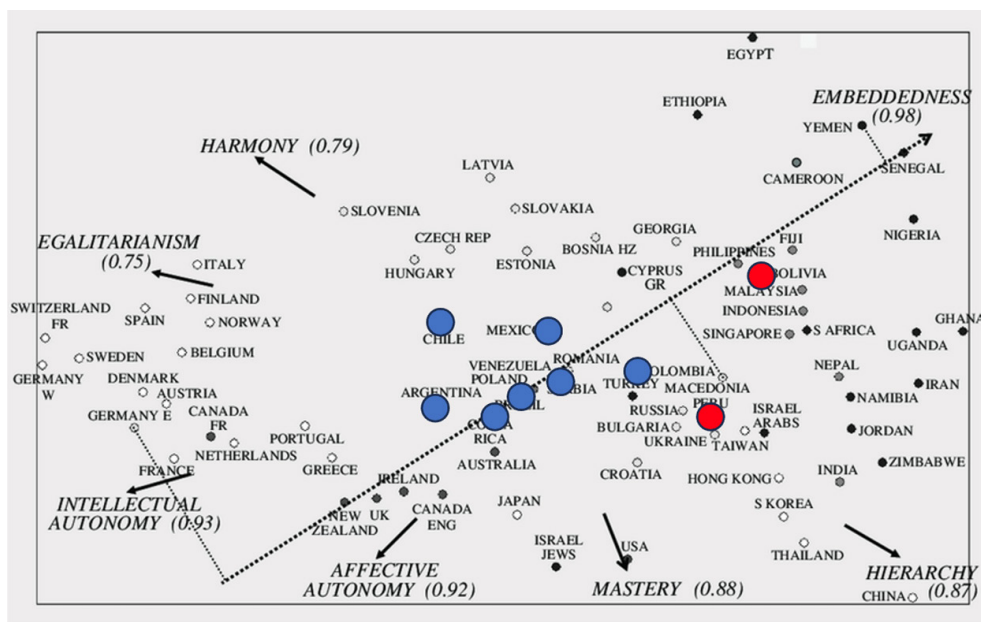 EGYPT
EMBEDDEDNESS
(0.98)
ETHIOPIA
YEMEN
HARMONY (0.79)
LATVIA
SENEGAL
CAMEROON
SLOVENIA
SLOVAKIA
NIGERIA
GEORGIA
FIJI
CZECH REP
BOSNIA HZ
PHILIPPINES
EGALITARIANISM
(0.75)
ITALY
HUNGARY
ESTONIA
CYPRUS
GR
BOLIVIA
MALAYSIA
FINLAND
SWITZERLAND
FR
SPAIN
NORWAY
INDONESIA
CHILE
MEXICO
SINGAPORE
S AFRICA
GHANA
UGANDA
SWEDEN
BELGIUM
VENEZUELA
ROMANIA
GERMANY
W
DENMARK
POLAND
COLOMBIA
NEPAL
TURKEY
MACEDONIA
IRAN
AUSTRIA
ARGENTINA
PERU
NAMIBIA
GERMANY E
CANADA
FR
RUSSIA
ISRAEL
ARABS
BULGARIA
JORDAN
PORTUGAL
RICA
UKRAINE
TAIWAN
NETHERLANDS
FRANCE
GREECE
AUSTRALIA
CROATIA
HONG KONG
INDIA
ZIMBABWE
IRELAND
INTELLECTUAL
AUTONOMY (0.93)
NEW
ZEALAND
UK
CANADA
ENG
JAPAN
S KOREA
ISRAEL
JEWS
USA
THAILAND
AFFECTIVE
AUTONOMY (0.92)
MASTERY (0.88)
HIERARCHY
(0.87)
CHINA